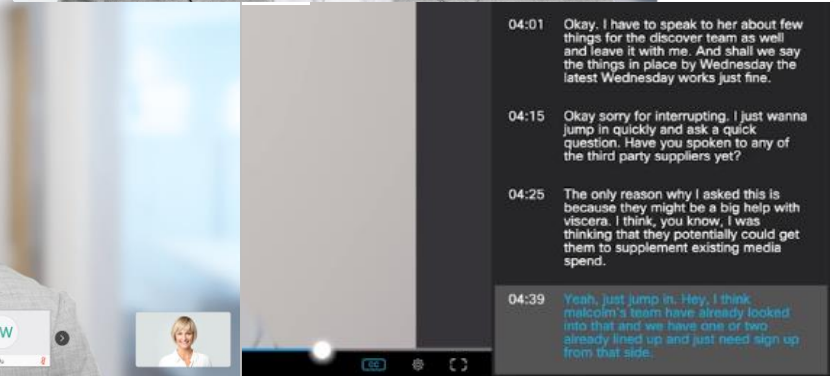 W
04:01 Okay. I have to speak to her about few
things for the discover team as well
and leave it with me. And shall we say
the things in place by Wednesday the
latest Wednesday works just fine.
04:15 Okay sorry for interrupting. I just wanna
jump in quickly and ask a quick
question. Have you spoken to any of
the third party suppliers yet?
04:25 The only reason why I asked this is
because they might be a big help with
viscera. I think, you know, I was
thinking that they potentially could get
them to supplement existing media
spend.
04:39 Yeah, just jump in. Hey, I think
malcolm's team have already looked
into that and we have one or two
already lined up and just need sign up
from that side.
CC